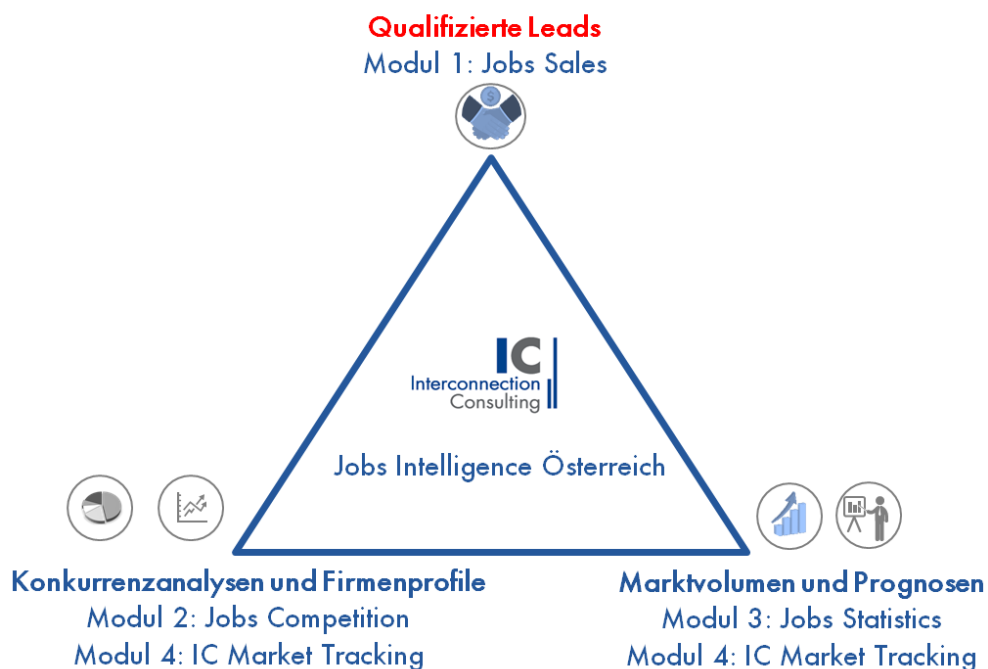 Qualifizierte Leads
Modul 1: Jobs Sales
$
IC
Interconnection
Consulting
Jobs Intelligence Österreich
Konkurrenzanalysen und Firmenprofile
Modul 2: Jobs Competition
Modul 4: IC Market Tracking
Marktvolumen und Prognosen
Modul 3: Jobs Statistics
Modul 4: IC Market Tracking